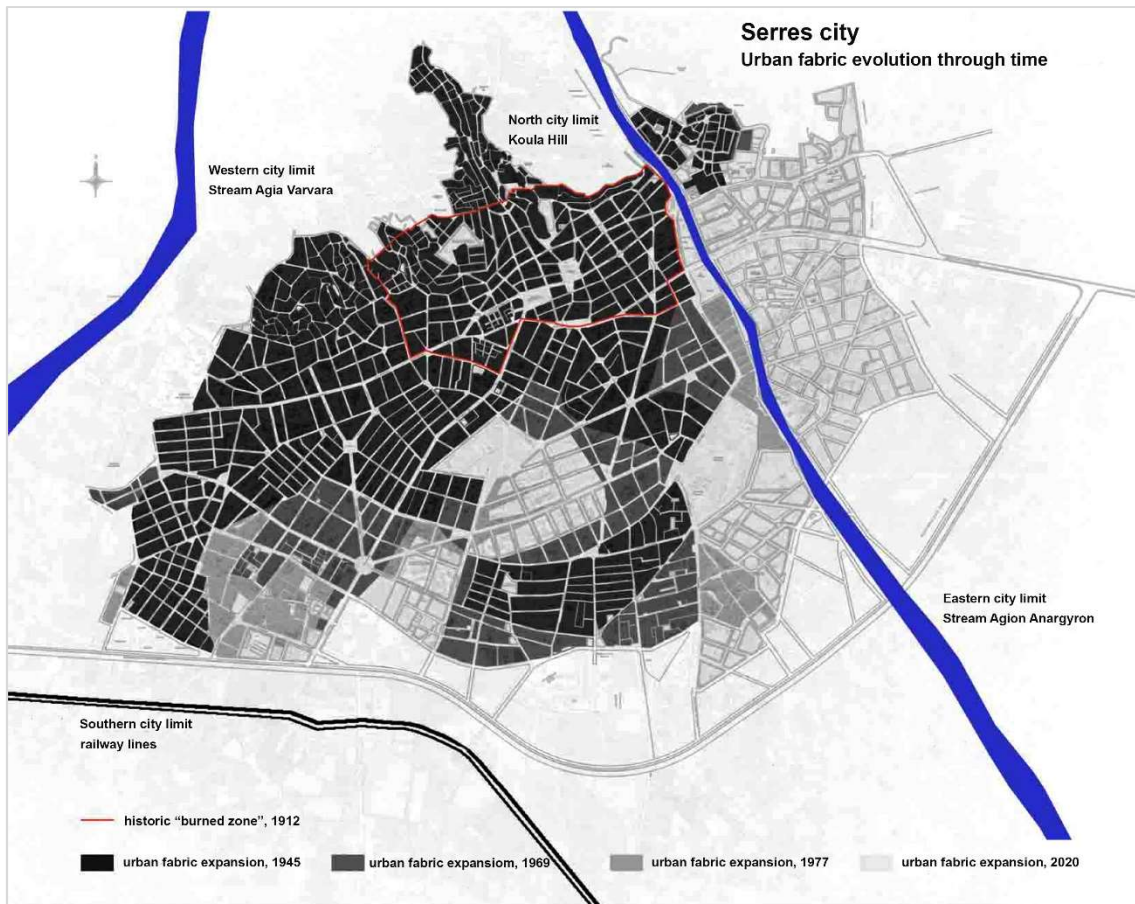 Serres city
Urban fabric evolution through time
North city limit
Koula Hill
Western city limit
Stream Agia Varvara
Eastern city limit
Stream Agion Anargyron
Southern city limit
railway lines
historic “burned zone”, 1912
urban fabric expansion, 1945
urban fabric expansiom, 1969
urban fabric expansion, 1977
urban fabric expansion, 2020